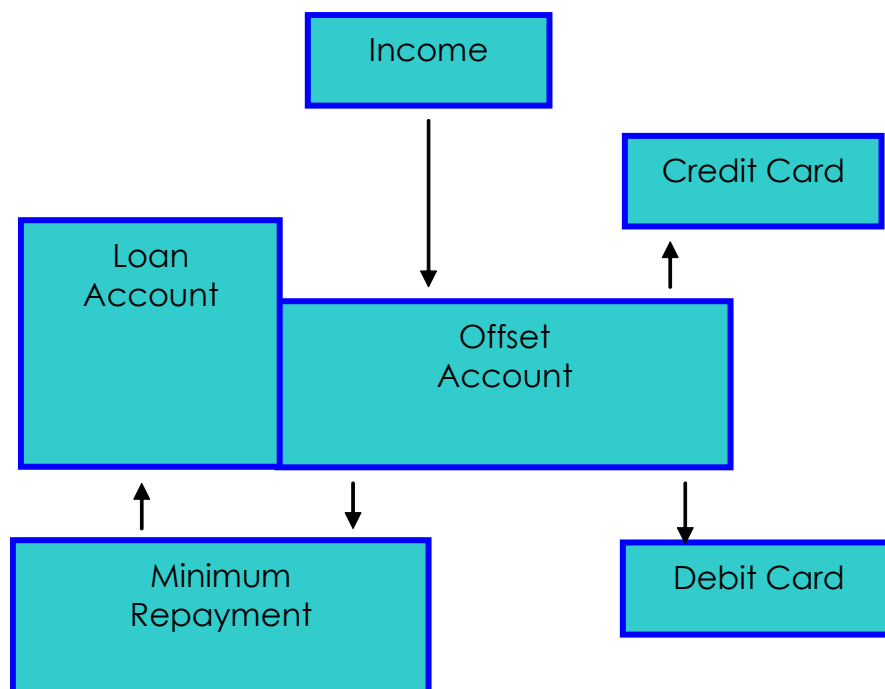 Income
Credit Card
Loan
Account
Offset
Account
Minimum
Repayment
Debit Card